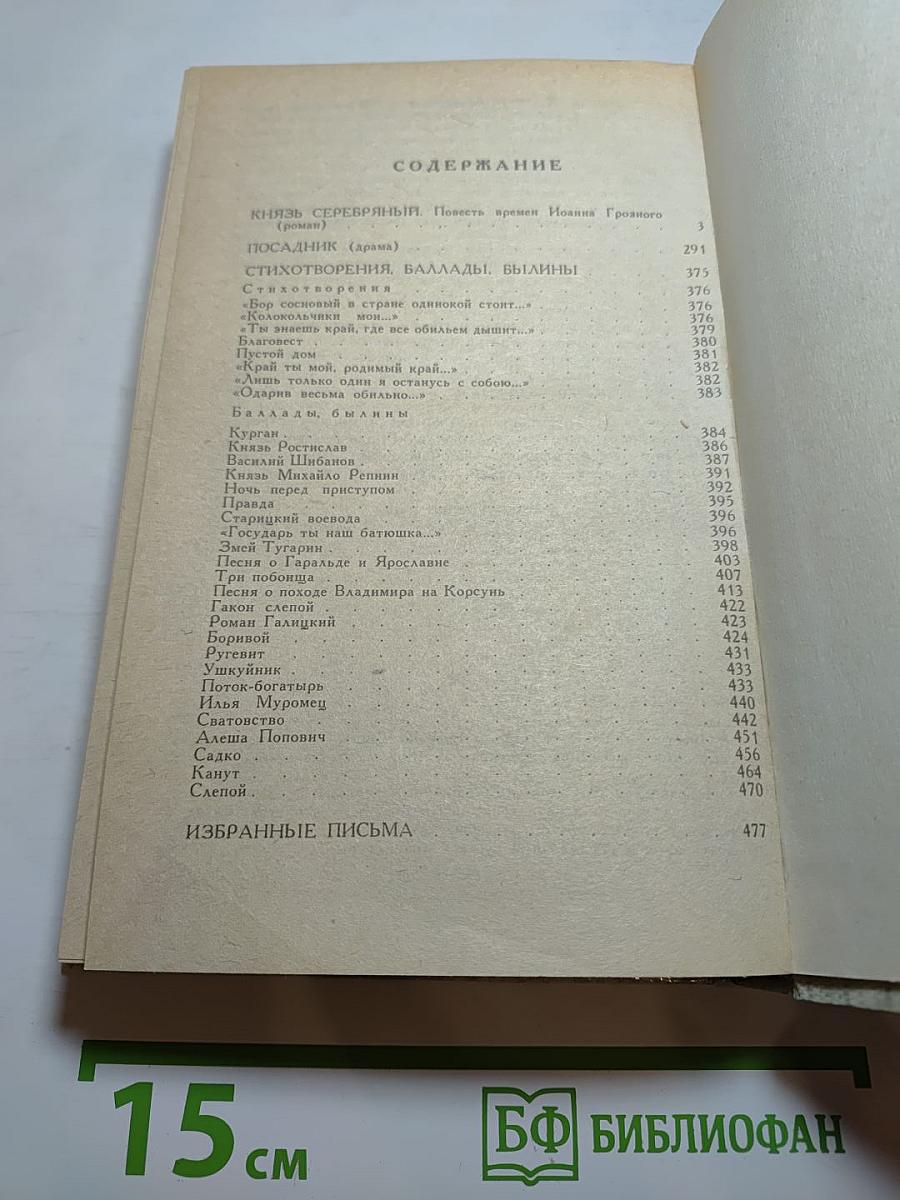 СОДЕРЖАНИЕ
КНЯЗЬ СЕРЕБРЯНЫЙ. Повесть времен Иоанна Грозного
(роман) . . . . . . . . . . . . . . 3
ПОСАДНИК (драма) . . . . . . . . . . . 291
СТИХОТВОРЕНИЯ, БАЛЛАДЫ, БЫЛИНЫ . . . 375
Стихотворения . . . . . . . . . . . 376
«Бор сосновый в стране одинокой стоит...» . . . . 376
«Колокольчики мои...» . . . . . . . . . 376
«Ты знаешь край, где все обильем дышит...» . . . . 379
Благовест . . . . . . . . . . . . . 380
Пустой дом . . . . . . . . . . . . . 381
«Край ты мой, родимый край...» . . . . . . . 382
«Лишь только один я останусь с собою...» . . . . 382
«Одарив весьма обильно...» . . . . . . . . 383
Баллады, былины
Курган . . . . . . . . . . . . . . 384
Князь Ростислав . . . . . . . . . . . 386
Василий Шибанов . . . . . . . . . . . 387
Князь Михайло Репнин . . . . . . . . . 391
Ночь перед приступом . . . . . . . . . 392
Правда . . . . . . . . . . . . . . 395
Старицкий воевода . . . . . . . . . . 396
«Государь ты наш батюшка...» . . . . . . . 396
Змей Тугарин . . . . . . . . . . . . 398
Песня о Гаральде и Ярославне . . . . . . . 403
Три побоища . . . . . . . . . . . . 407
Песня о походе Владимира на Корсунь . . . . . 413
Гакон слепой . . . . . . . . . . . . 422
Роман Галицкий . . . . . . . . . . . 423
Боривой . . . . . . . . . . . . . 424
Ругевит . . . . . . . . . . . . . 431
Ушкуйник . . . . . . . . . . . . . 433
Поток-богатырь . . . . . . . . . . . 433
Илья Муромец . . . . . . . . . . . . 440
Сватовство . . . . . . . . . . . . 442
Алеша Попович . . . . . . . . . . . 451
Садко . . . . . . . . . . . . . . 456
Канут . . . . . . . . . . . . . . 464
Слепой . . . . . . . . . . . . . . 470
ИЗБРАННЫЕ ПИСЬМА . . . . . . . . . 477
15 см
БФ БИБЛИОФАН